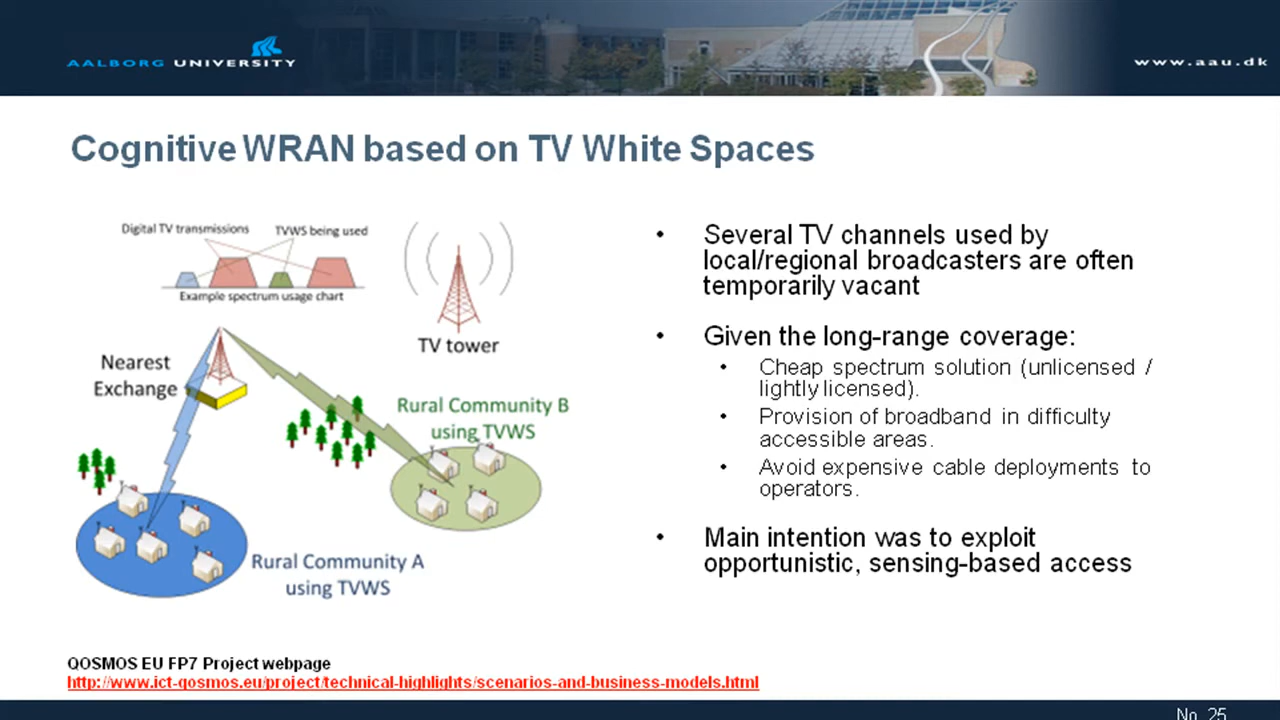 AALBORG UNIVERSITY
www.aau.dk
Cognitive WRAN based on TV White Spaces
Digital TV transmissions
TVWS being used
Example spectrum usage chart
TV tower
Nearest
Exchange
Rural Community B
using TVWS
Rural Community A
using TVWS
• Several TV channels used by
local/regional broadcasters are often
temporarily vacant
• Given the long-range coverage:
• Cheap spectrum solution (unlicensed /
lightly licensed).
• Provision of broadband in difficulty
accessible areas.
• Avoid expensive cable deployments to
operators.
• Main intention was to exploit
opportunistic, sensing-based access
QOSMOS EU FP7 Project webpage
http://www.ict-qosmos.eu/project/technical-highlights/scenarios-and-business-models.html
No. 25